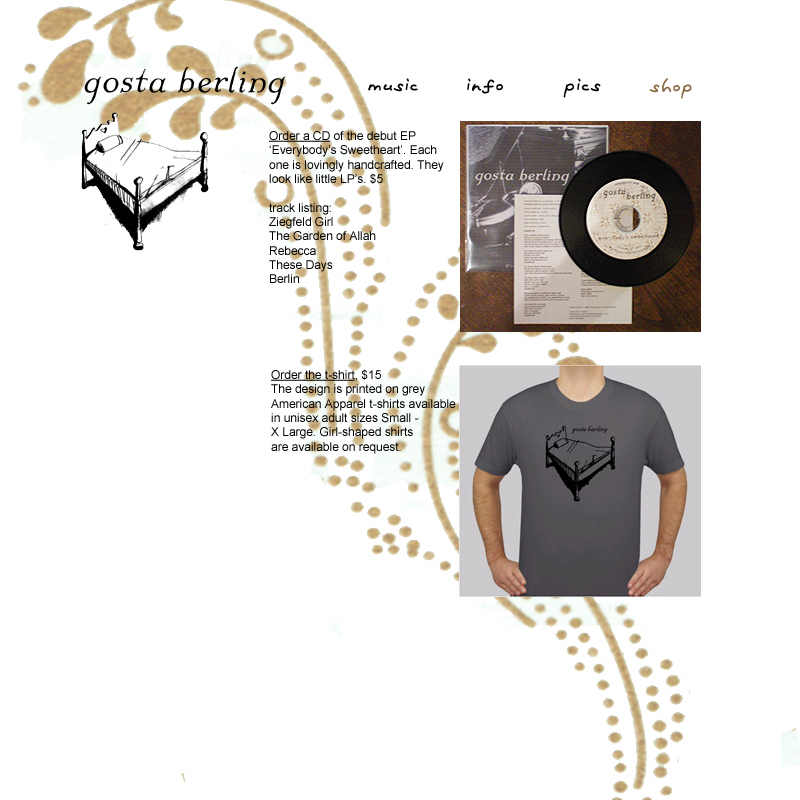 gosta berling
music info pics shop
Order a CD of the debut EP
'Everybody's Sweetheart'. Each
one is lovingly handcrafted. They
look like little LP's. $5
track listing:
Ziegfeld Girl
The Garden of Allah
Rebecca
These Days
Berlin
gosta berling
gosta berling
Order the t-shirt, $15
The design is printed on grey
American Apparel t-shirts available
in unisex adult sizes Small -
X Large. Girl-shaped shirts
are available on request.
gosta berling